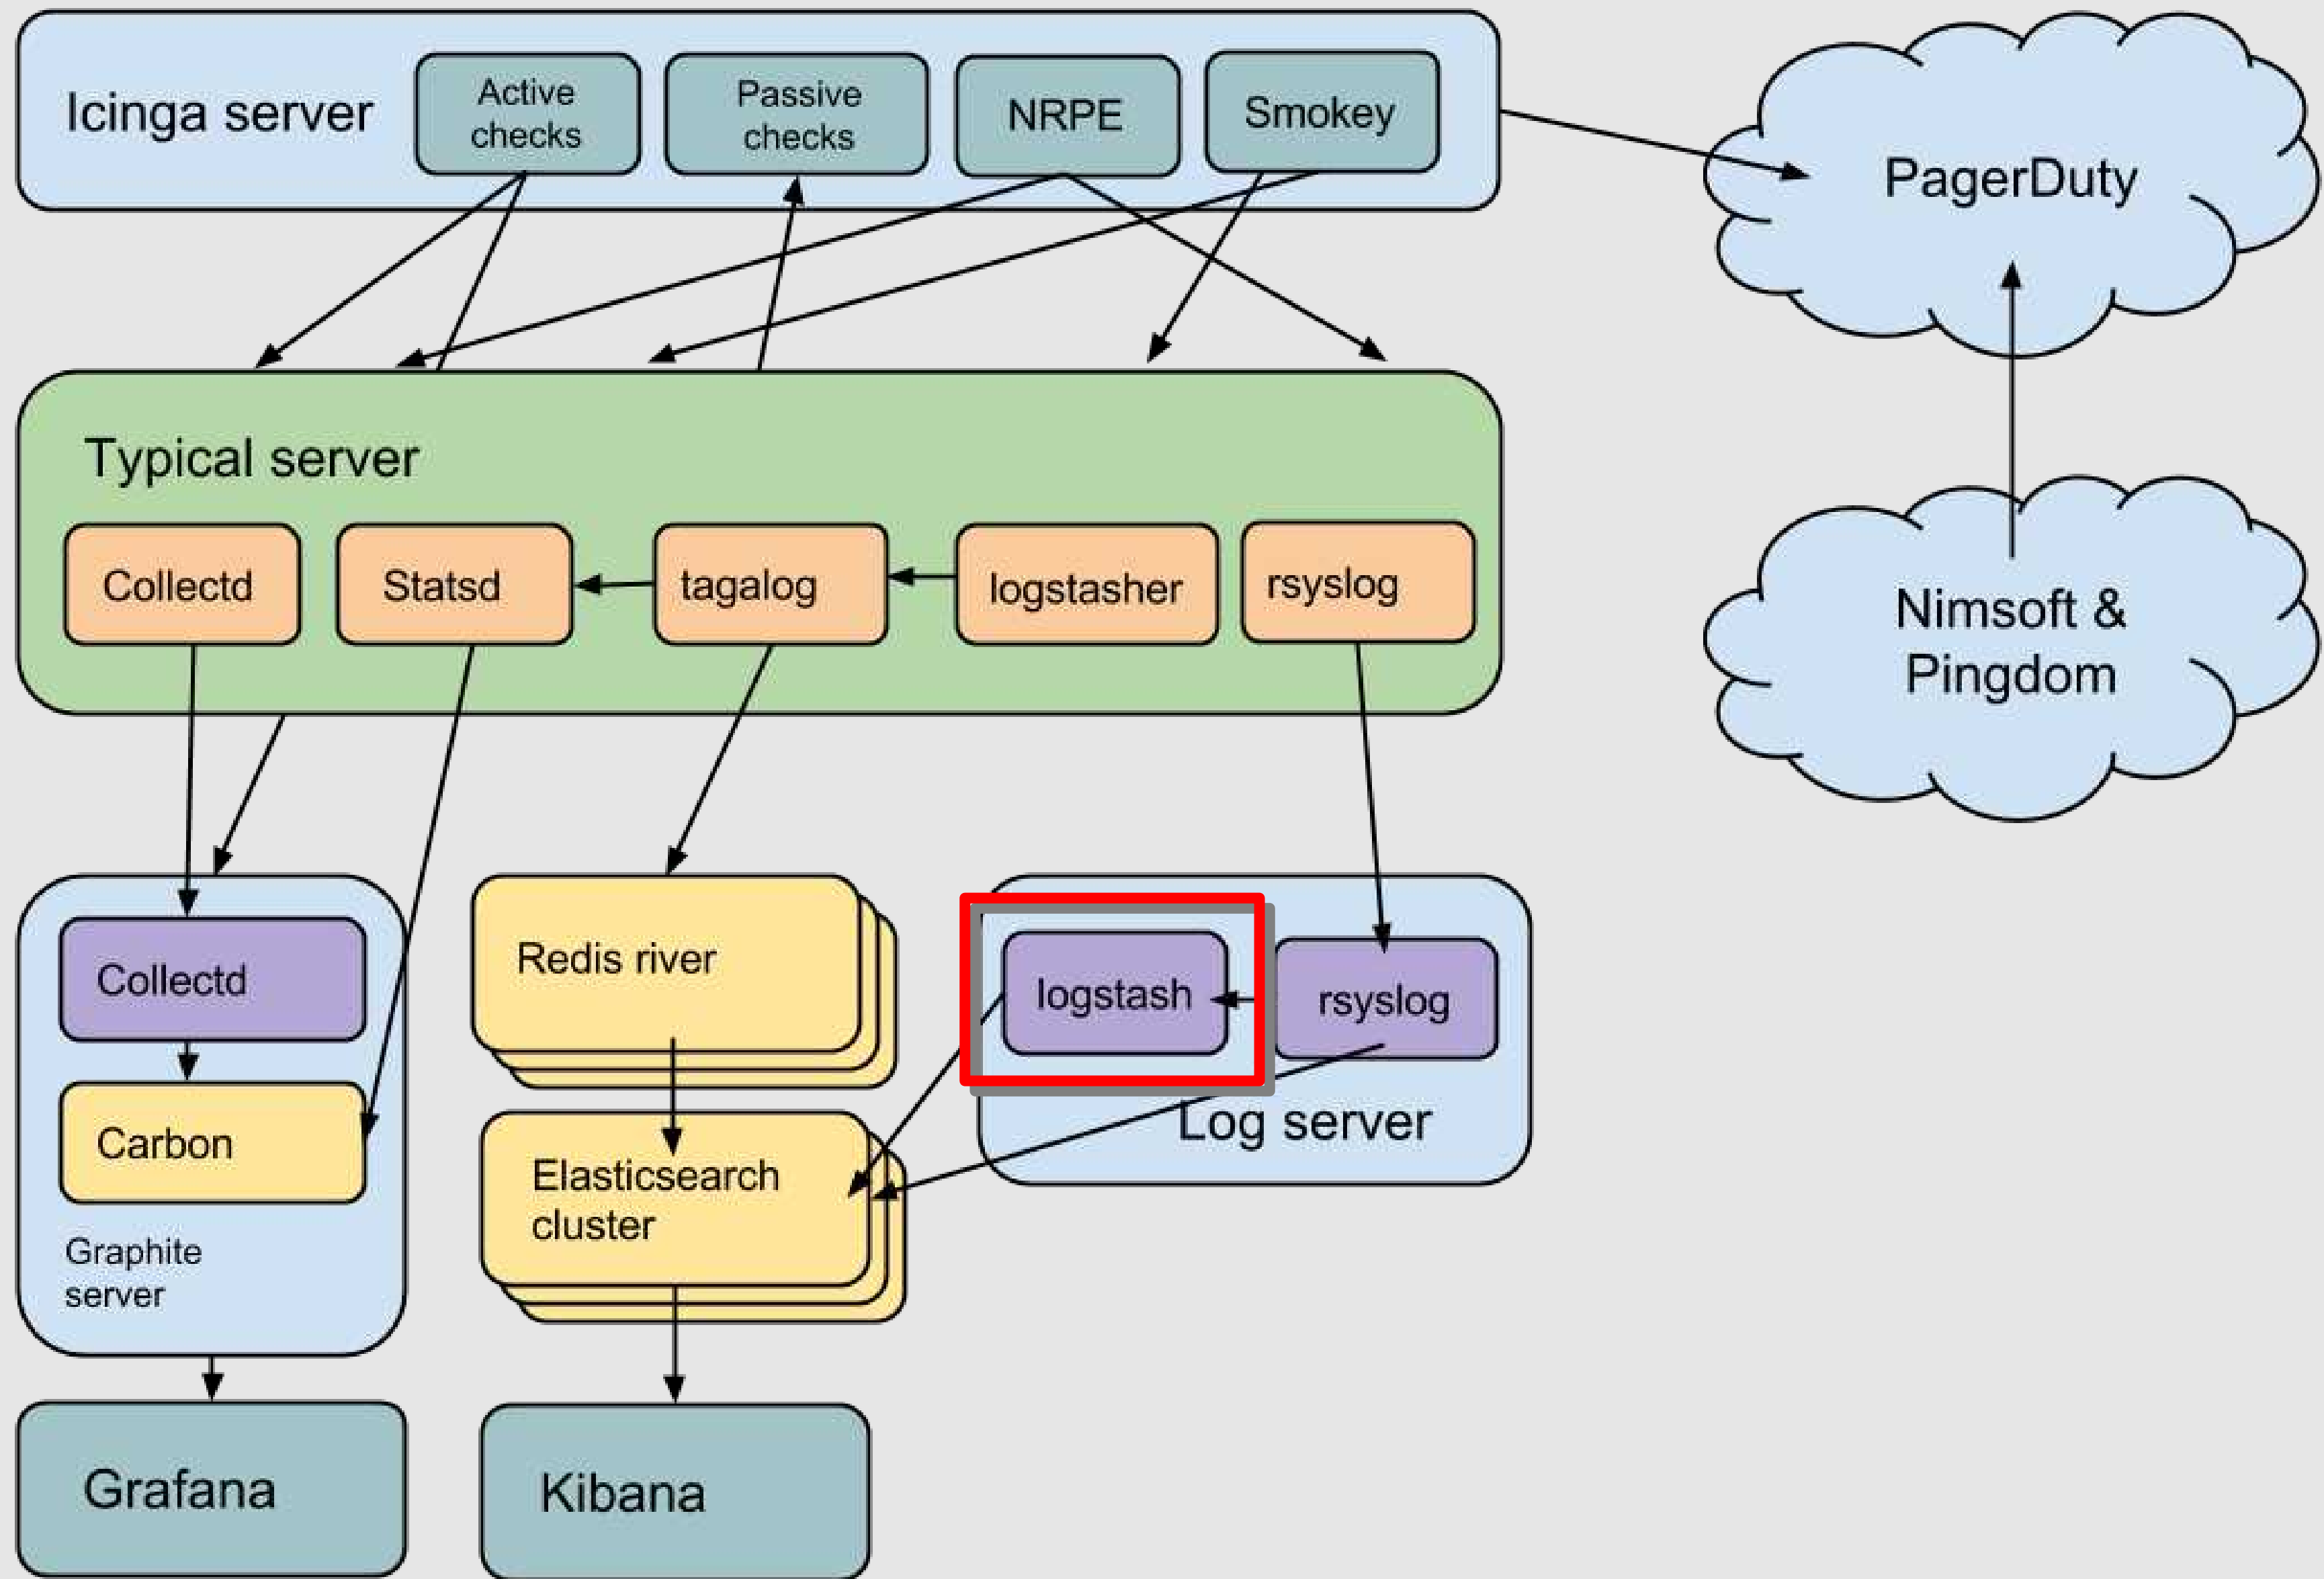 Icinga server
Active
checks
Passive
checks
NRPE
Smokey
PagerDuty
Typical server
Collectd
Statsd
tagalog
logstasher
rsyslog
Nimsoft &
Pingdom
Collectd
Carbon
Graphite
server
Redis river
Elasticsearch
cluster
logstash
rsyslog
Log server
Grafana
Kibana